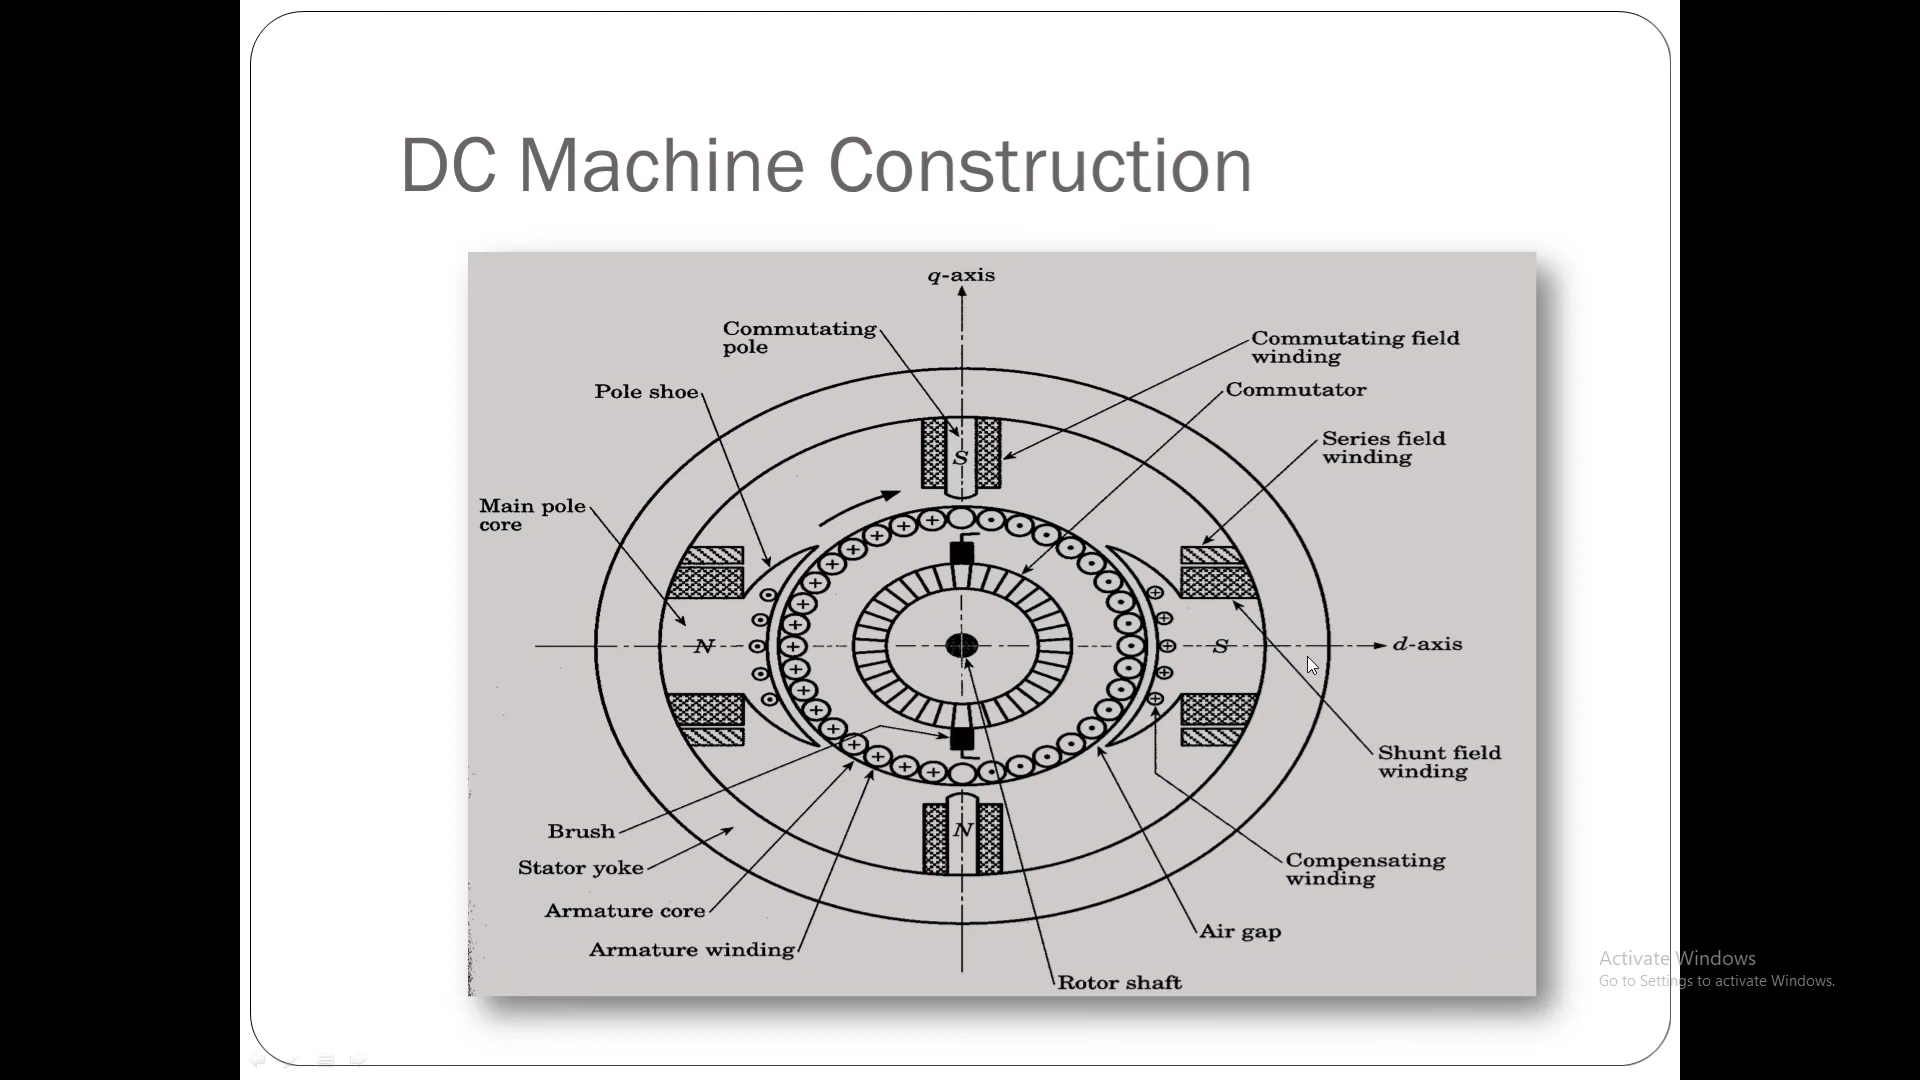 DC Machine Construction
q-axis
Commutating
pole
Commutating field
winding
Pole shoe
Commutator
Series field
winding
Main pole
core
S
N
S
d-axis
Shunt field
winding
N
Brush
Stator yoke
Compensating
winding
Armature core
Air gap
Armature winding
Rotor shaft
Activate Windows
Go to Settings to activate Windows.